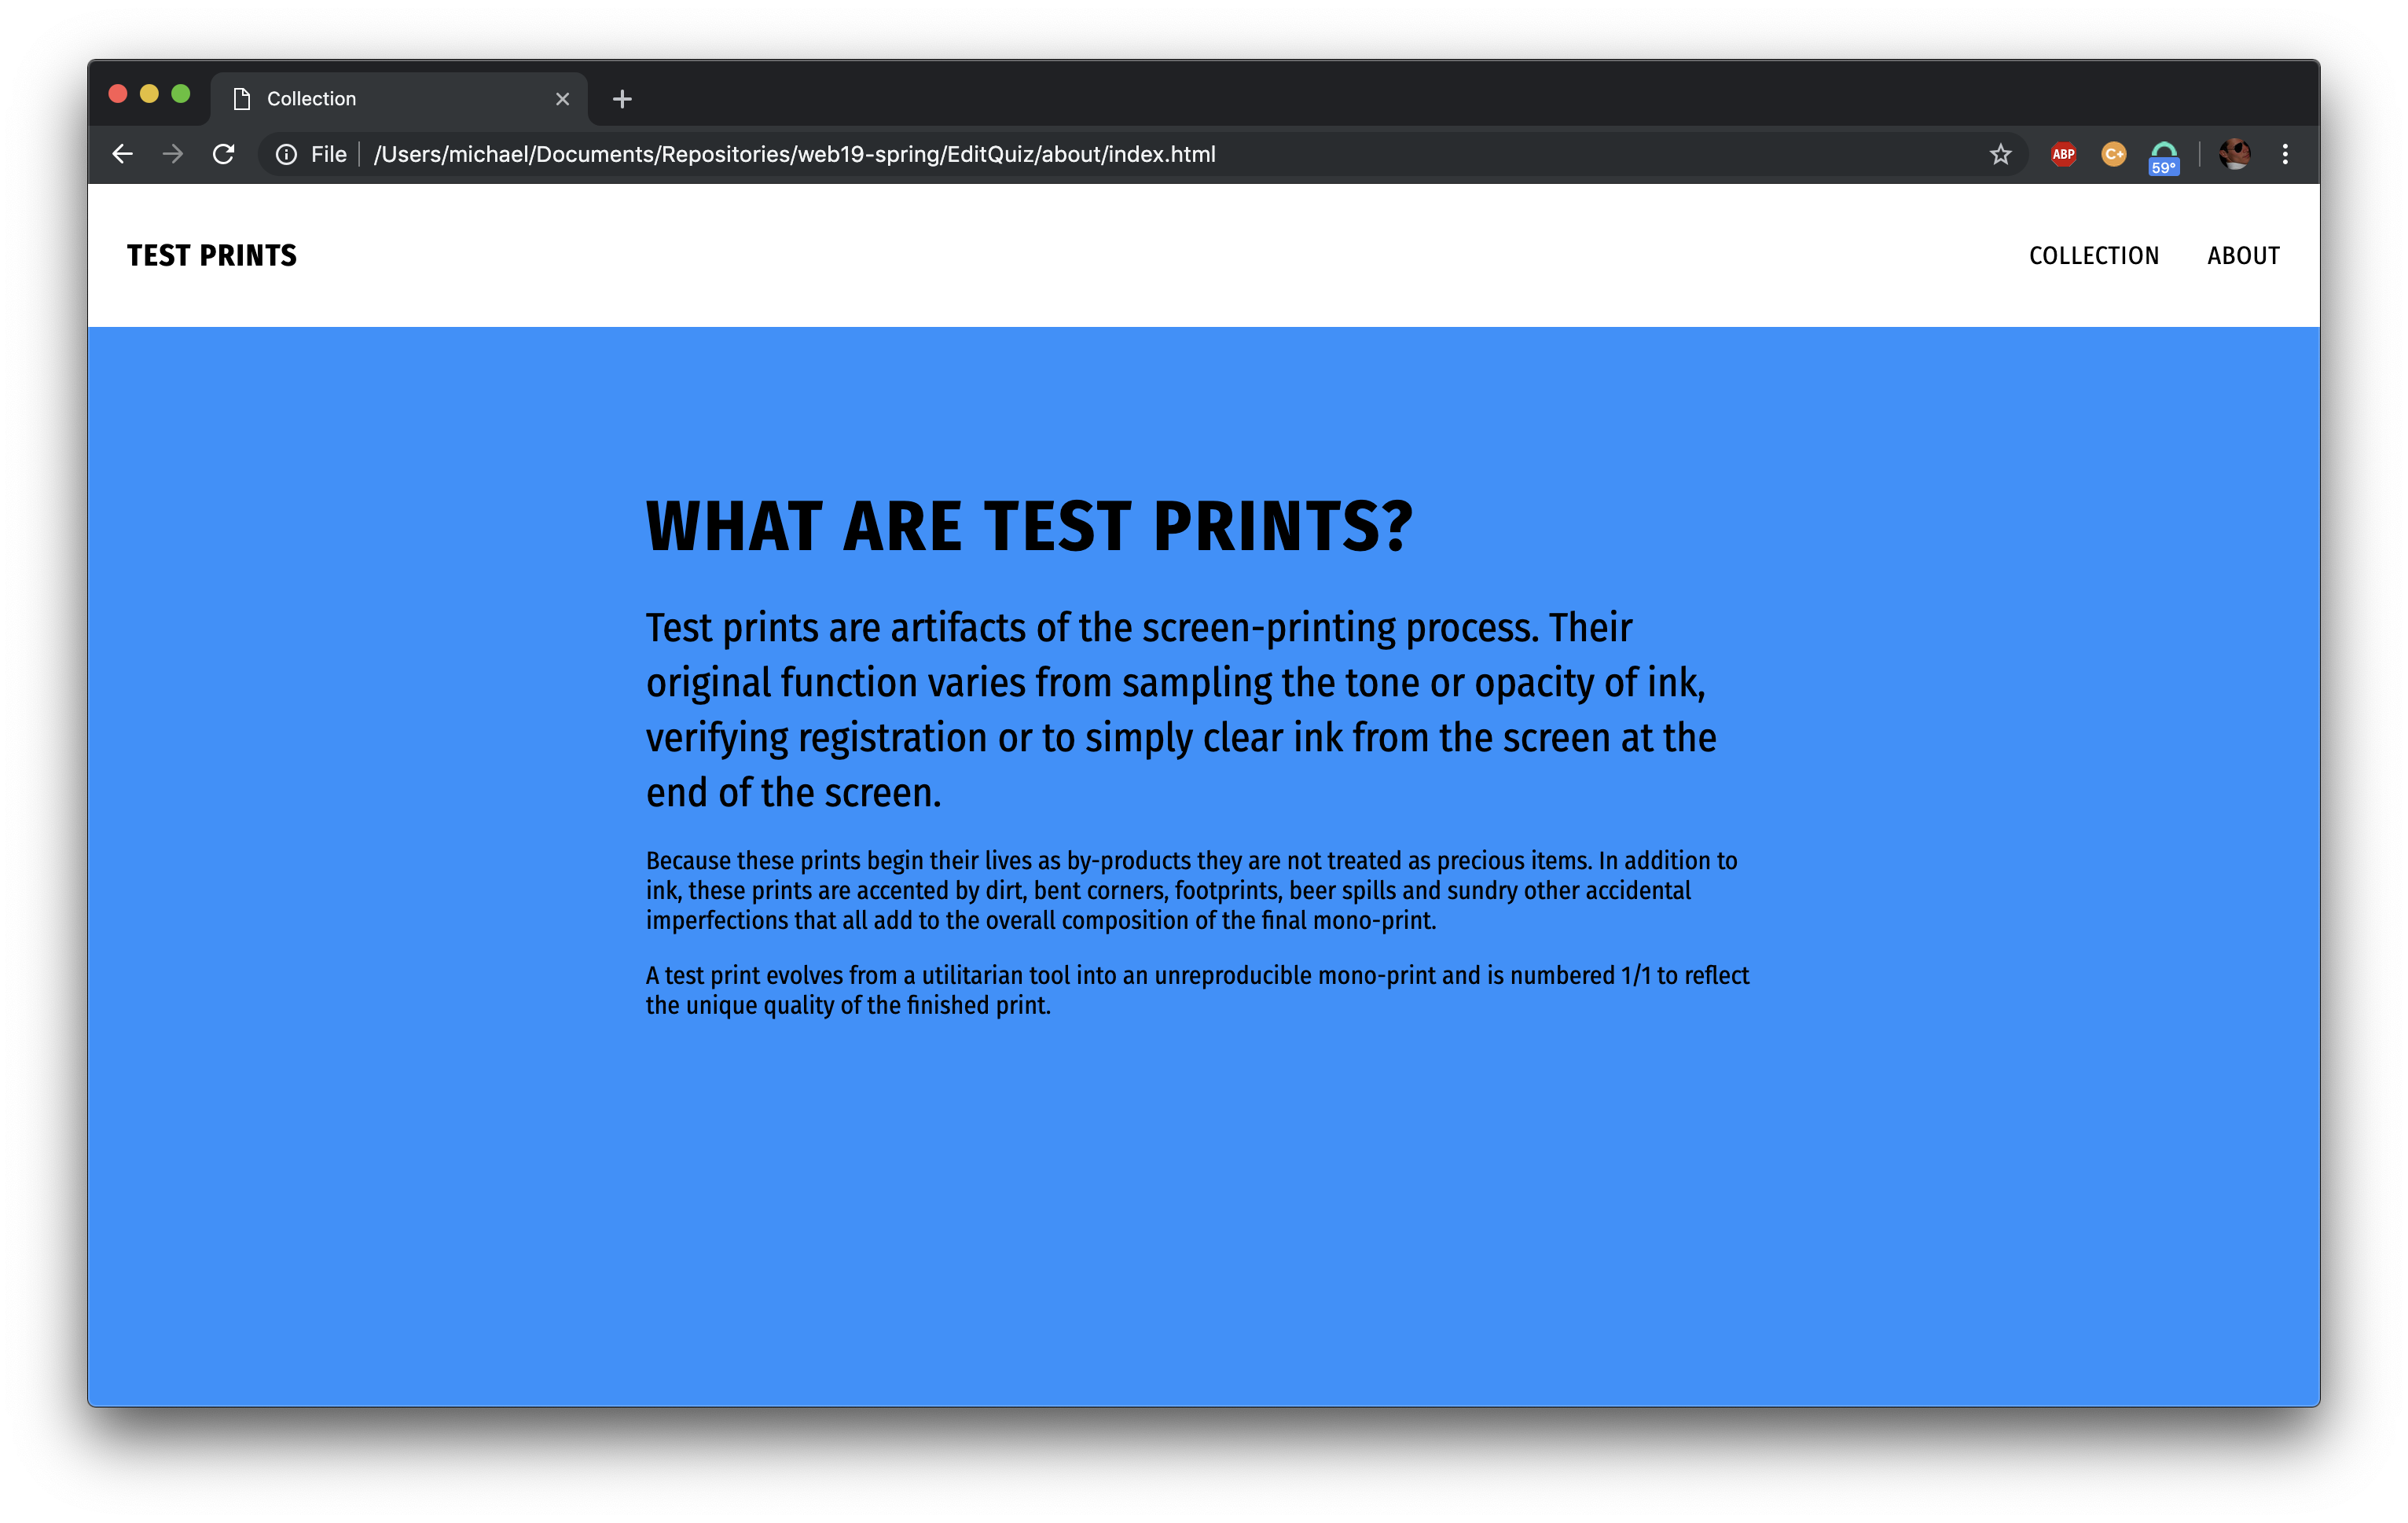 Collection
File /Users/michael/Documents/Repositories/web19-spring/EditQuiz/about/index.html
ABP
C+
59°
TEST PRINTS
COLLECTION
ABOUT
WHAT ARE TEST PRINTS?
Test prints are artifacts of the screen-printing process. Their
original function varies from sampling the tone or opacity of ink,
verifying registration or to simply clear ink from the screen at the
end of the screen.
Because these prints begin their lives as by-products they are not treated as precious items. In addition to
ink, these prints are accented by dirt, bent corners, footprints, beer spills and sundry other accidental
imperfections that all add to the overall composition of the final mono-print.
A test print evolves from a utilitarian tool into an unreproducible mono-print and is numbered 1/1 to reflect
the unique quality of the finished print.